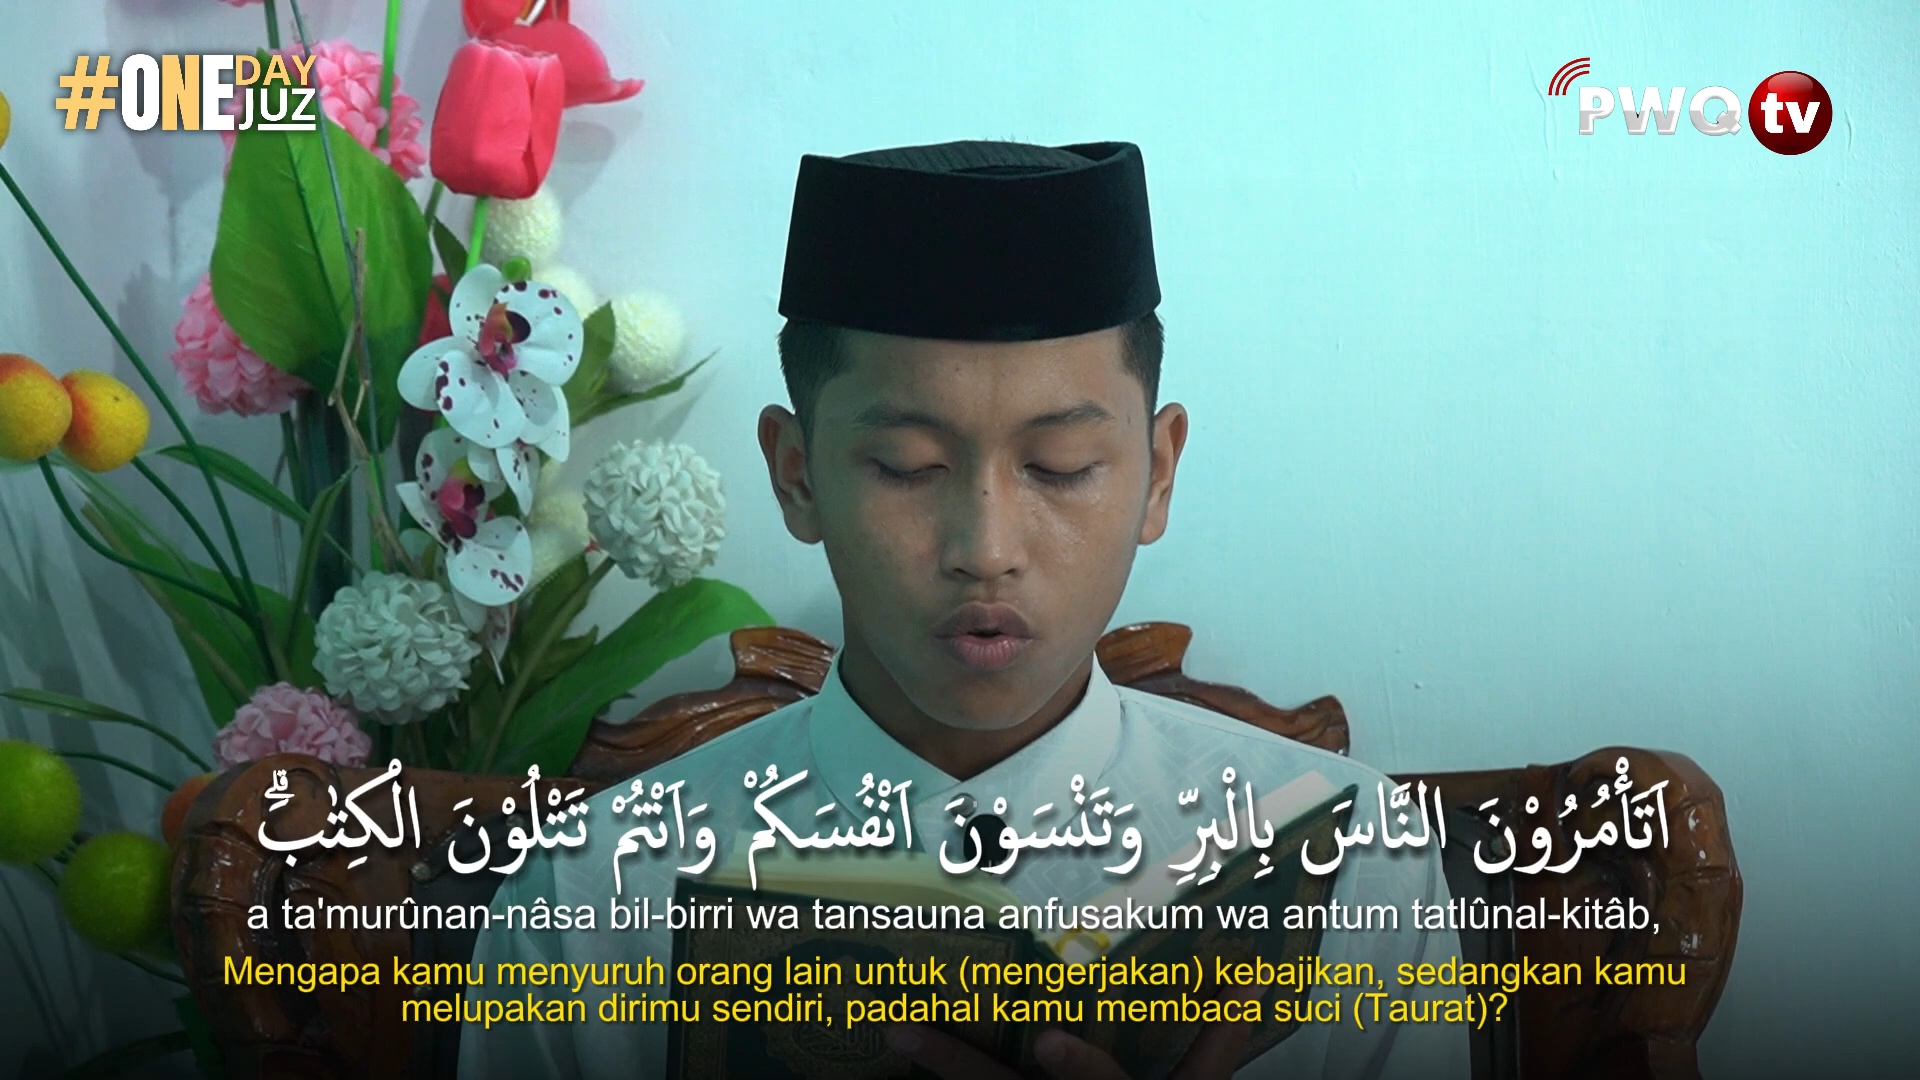 #ONE DAY JUZ
PWQ tv
اَتَأْمُرُوْنَ النَّاسَ بِالْبِرِّ وَتَنْسَوْنَ اَنْفُسَكُمْ وَاَنْتُمْ تَتْلُوْنَ الْكِتٰبَۗ
a ta'murûnan-nâsa bil-birri wa tansauna anfusakum wa antum tatlûnal-kitâb,
Mengapa kamu menyuruh orang lain untuk (mengerjakan) kebajikan, sedangkan kamu
melupakan dirimu sendiri, padahal kamu membaca suci (Taurat)?